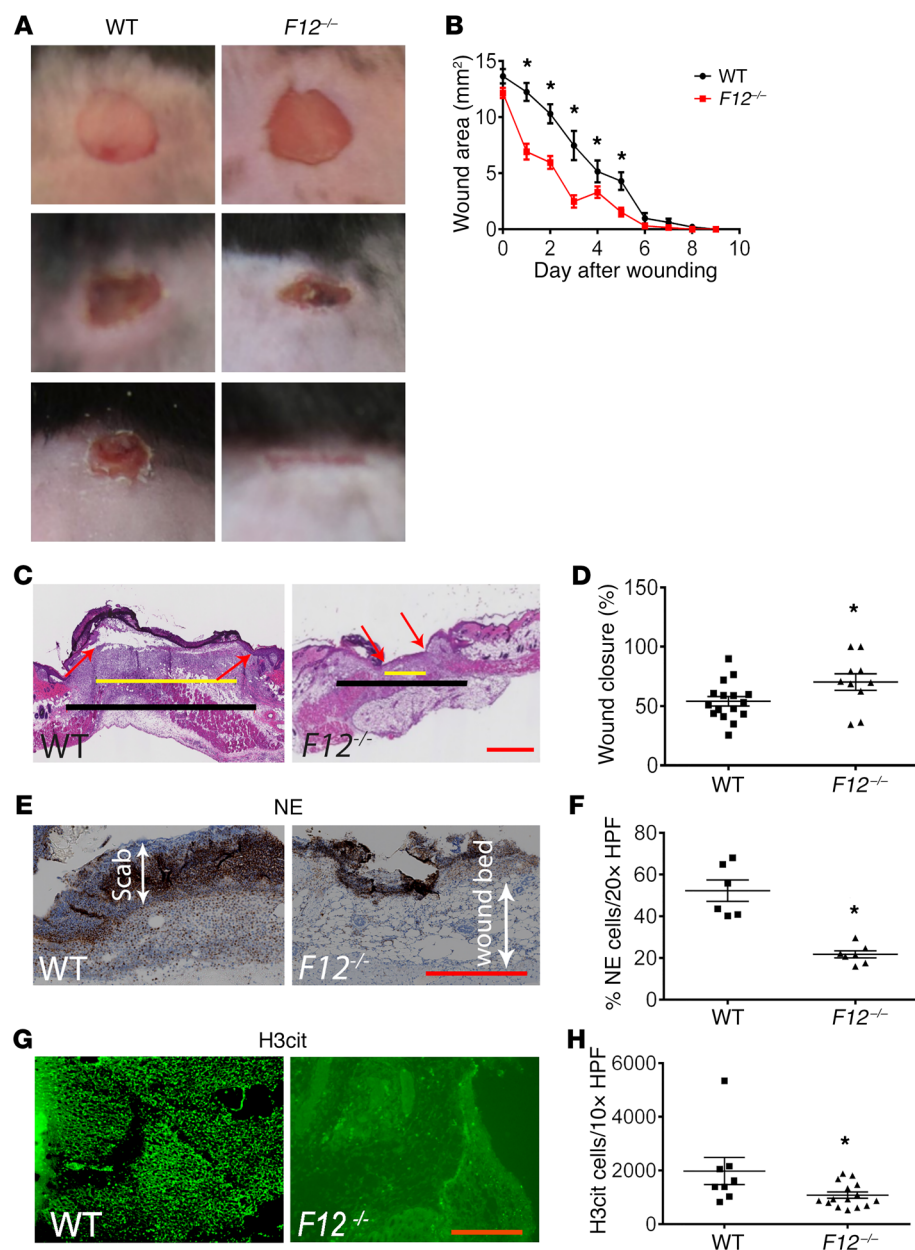 A
WT
F12–/–
B
15
10
5
0
Wound area (mm2)
* * * * *
WT
F12–/–
0 2 4 6 8 10
Day after wounding
C
WT
F12–/–
D
150
100
50
0
Wound closure (%)
*
WT
F12–/–
E
NE
Scab
WT
wound bed
F12–/–
F
80
60
40
20
0
% NE cells/20× HPF
*
WT
F12–/–
G
H3cit
WT
F12 -/-
H
6000
4000
2000
0
H3cit cells/10× HPF
*
WT
F12–/–